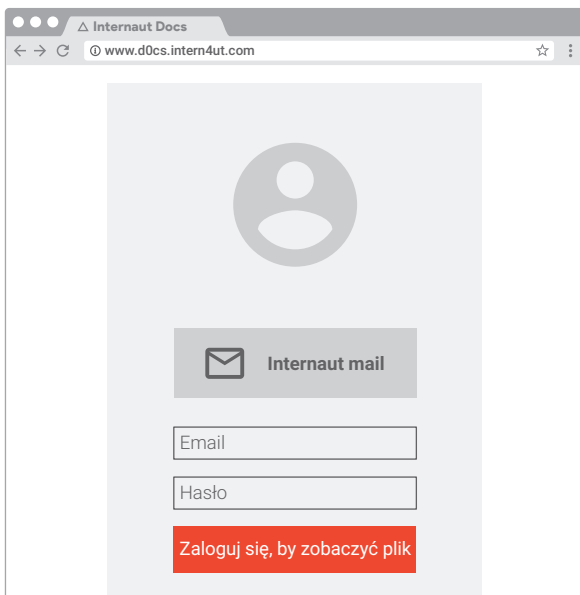 Internaut Docs
www.d0cs.intern4ut.com
Internaut mail
Email
Hasło
Zaloguj się, by zobaczyć plik